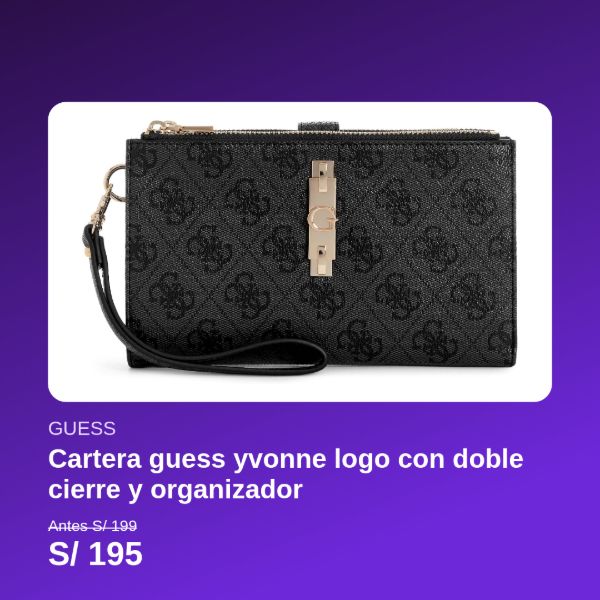 G
GUESS
Cartera guess yvonne logo con doble
cierre y organizador
Antes S/ 199
S/ 195